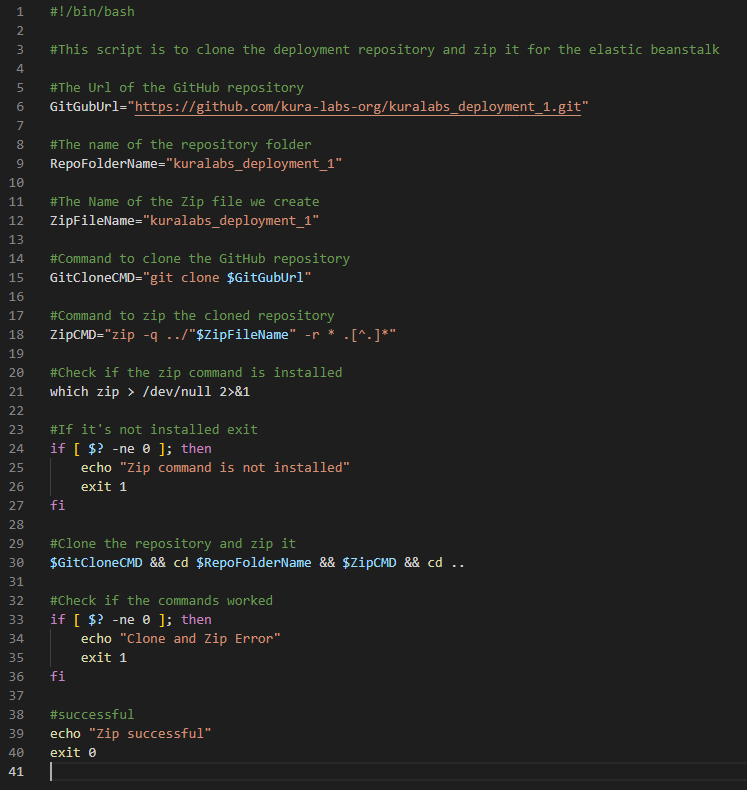 1 #!/bin/bash
2
3 #This script is to clone the deployment repository and zip it for the elastic beanstalk
4
5 #The Url of the GitHub repository
6 GitGubUrl="https://github.com/kura-labs-org/kuralabs_deployment_1.git"
7
8 #The name of the repository folder
9 RepoFolderName="kuralabs_deployment_1"
10
11 #The Name of the Zip file we create
12 ZipFileName="kuralabs_deployment_1"
13
14 #Command to clone the GitHub repository
15 GitCloneCMD="git clone $GitGubUrl"
16
17 #Command to zip the cloned repository
18 ZipCMD="zip -q ../"$ZipFileName" -r * .[^.]*"
19
20 #Check if the zip command is installed
21 which zip > /dev/null 2>&1
22
23 #If it's not installed exit
24 if [ $? -ne 0 ]; then
25     echo "Zip command is not installed"
26     exit 1
27 fi
28
29 #Clone the repository and zip it
30 $GitCloneCMD && cd $RepoFolderName && $ZipCMD && cd ..
31
32 #Check if the commands worked
33 if [ $? -ne 0 ]; then
34     echo "Clone and Zip Error"
35     exit 1
36 fi
37
38 #successful
39 echo "Zip successful"
40 exit 0
41